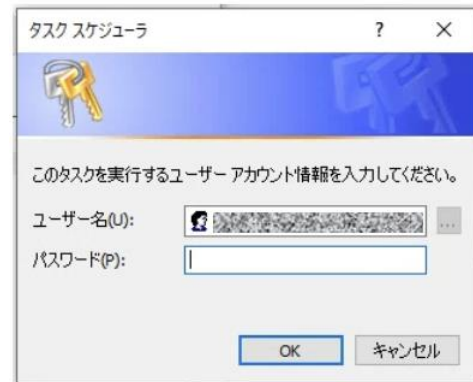 タスク スケジューラ
?
×
このタスクを実行するユーザー アカウント情報を入力してください。
ユーザー名(U):
...
パスワード(P):
OK
キャンセル